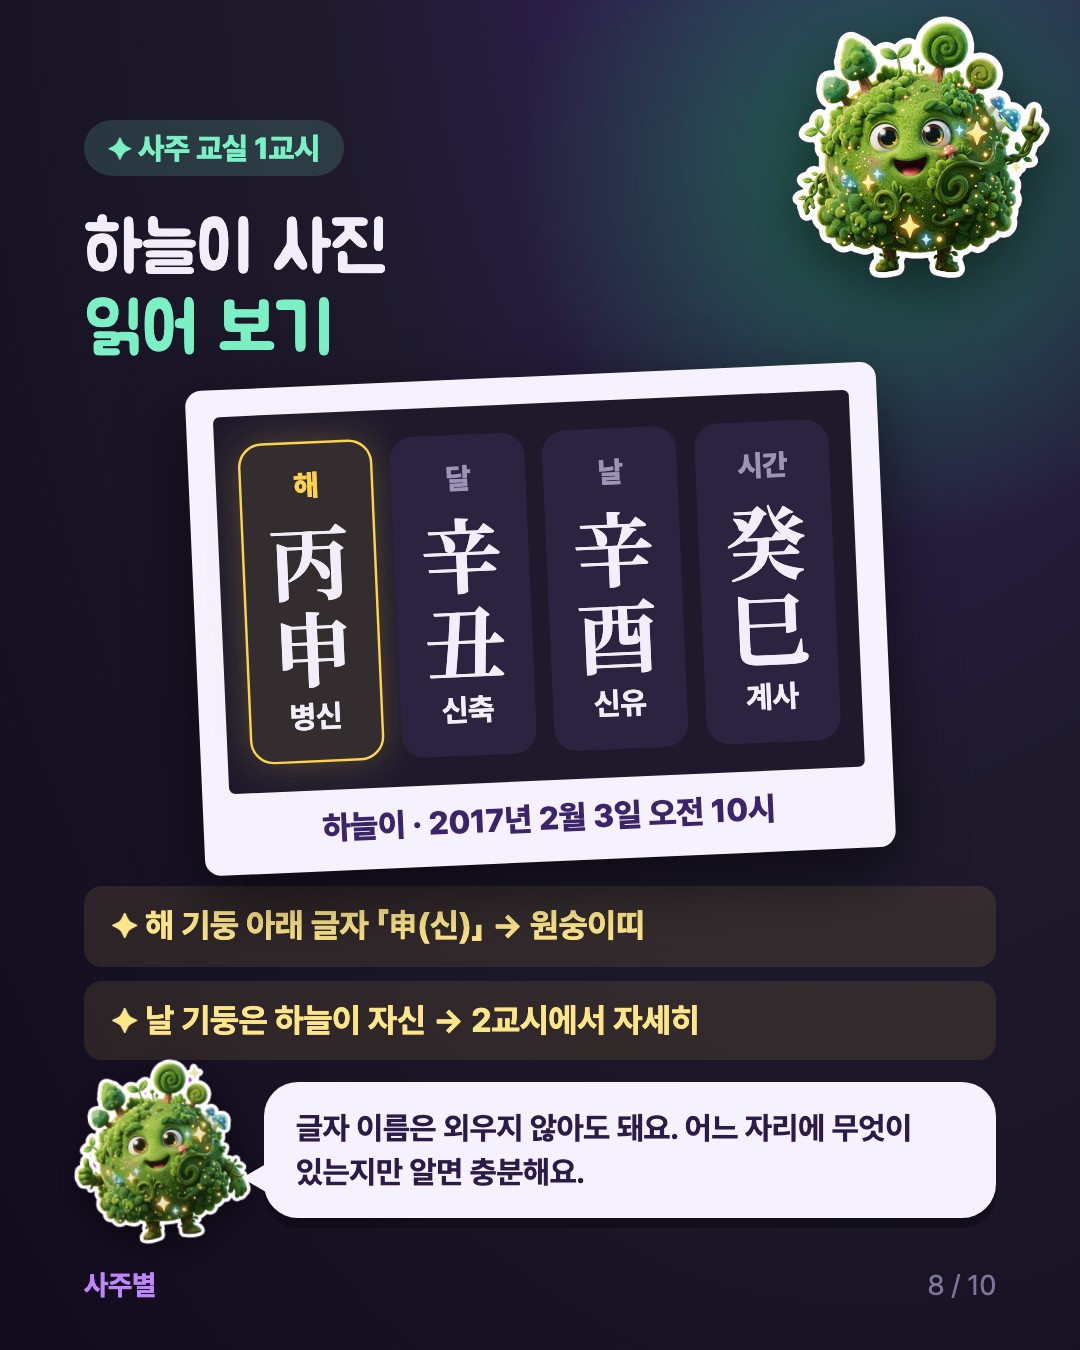 ✦ 사주 교실 1교시
하늘이 사진
읽어 보기
해 달 날 시간
丙 辛 辛 癸
申 丑 酉 巳
병신 신축 신유 계사
하늘이 · 2017년 2월 3일 오전 10시
✦ 해 기둥 아래 글자 「申(신)」 → 원숭이띠
✦ 날 기둥은 하늘이 자신 → 2교시에서 자세히
글자 이름은 외우지 않아도 돼요. 어느 자리에 무엇이
있는지만 알면 충분해요.
사주별
8 / 10